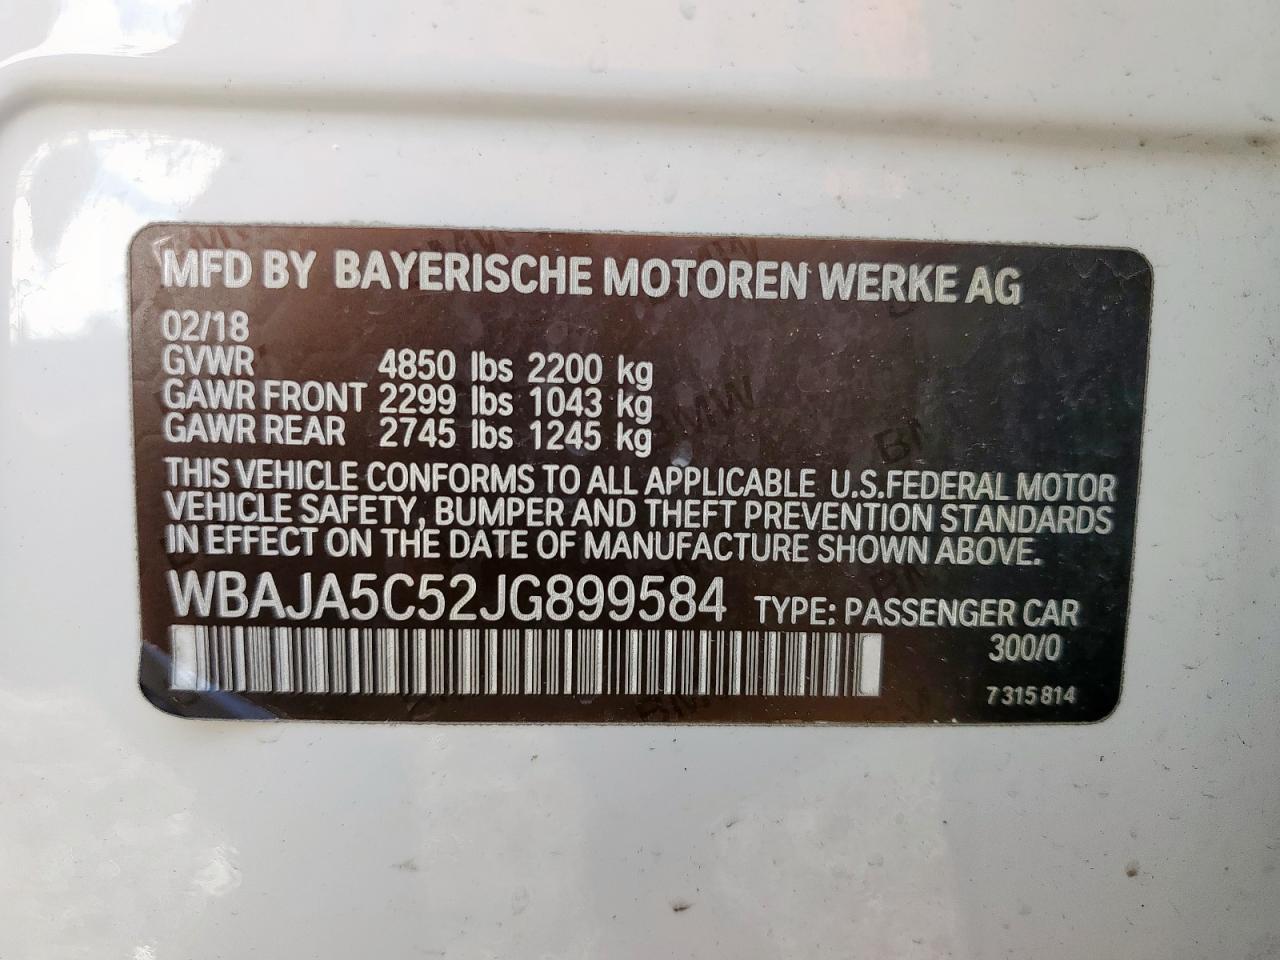 MFD BY BAYERISCHE MOTOREN WERKE AG
02/18
GVWR 4850 lbs 2200 kg
GAWR FRONT 2299 lbs 1043 kg
GAWR REAR 2745 lbs 1245 kg
THIS VEHICLE CONFORMS TO ALL APPLICABLE U.S.FEDERAL MOTOR
VEHICLE SAFETY, BUMPER AND THEFT PREVENTION STANDARDS
IN EFFECT ON THE DATE OF MANUFACTURE SHOWN ABOVE.
WBAJA5C52JG899584 TYPE: PASSENGER CAR
300/0
7 315 814